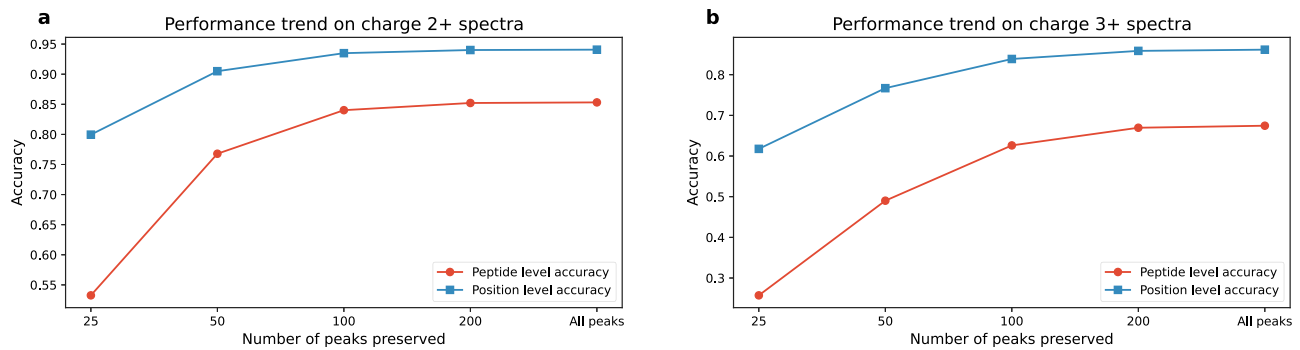 a
Performance trend on charge 2+ spectra
0.95
0.90
0.85
0.80
0.75
0.70
0.65
0.60
0.55
Accuracy
25
50
100
200
All peaks
Number of peaks preserved
Peptide level accuracy
Position level accuracy
b
Performance trend on charge 3+ spectra
0.8
0.7
0.6
0.5
0.4
0.3
Accuracy
25
50
100
200
All peaks
Number of peaks preserved
Peptide level accuracy
Position level accuracy